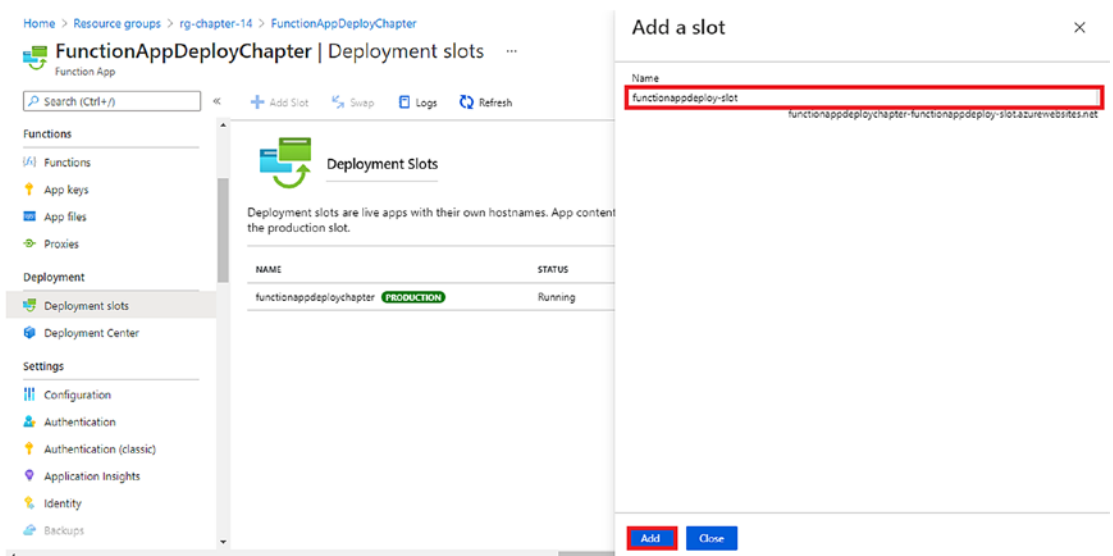 Home > Resource groups > rg-chapter-14 > FunctionAppDeployChapter
FunctionAppDeployChapter | Deployment slots ...
Function App
Search (Ctrl+/)
«
Functions
Functions
App keys
App files
Proxies
Deployment
Deployment slots
Deployment Center
Settings
Configuration
Authentication
Authentication (classic)
Application Insights
Identity
Backups
Add Slot Swap Logs Refresh
Deployment Slots
Deployment slots are live apps with their own hostnames. App content
the production slot.
NAME STATUS
functionappdeploychapter PRODUCTION Running
Add a slot
Name
functionappdeploy-slot
functionappdeploychapter-functionappdeploy-slot.azurewebsites.net
Add Close